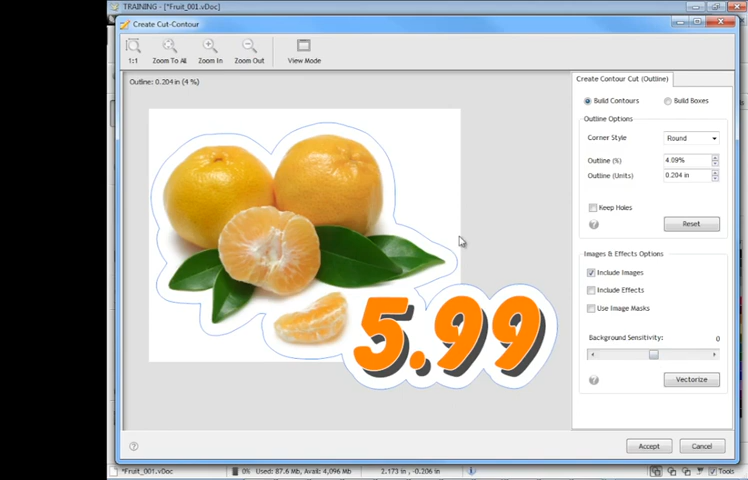 TRAINING - [*Fruit_001.vDoc]
Create Cut-Contour
1:1 Zoom To All Zoom In Zoom Out View Mode
Outline: 0.204 in (4 %)
Create Contour Cut (Outline)
Build Contours Build Boxes
Outline Options
Corner Style Round
Outline (%) 4.09%
Outline (Units) 0.204 in
Keep Holes
? Reset
Images & Effects Options
Include Images
Include Effects
Use Image Masks
Background Sensitivity: 0
? Vectorize
5.99
? Accept Cancel
*Fruit_001.vDoc 0% Used: 87.6 Mb, Avail: 4,096 Mb 2.173 in , -0.206 in Tools